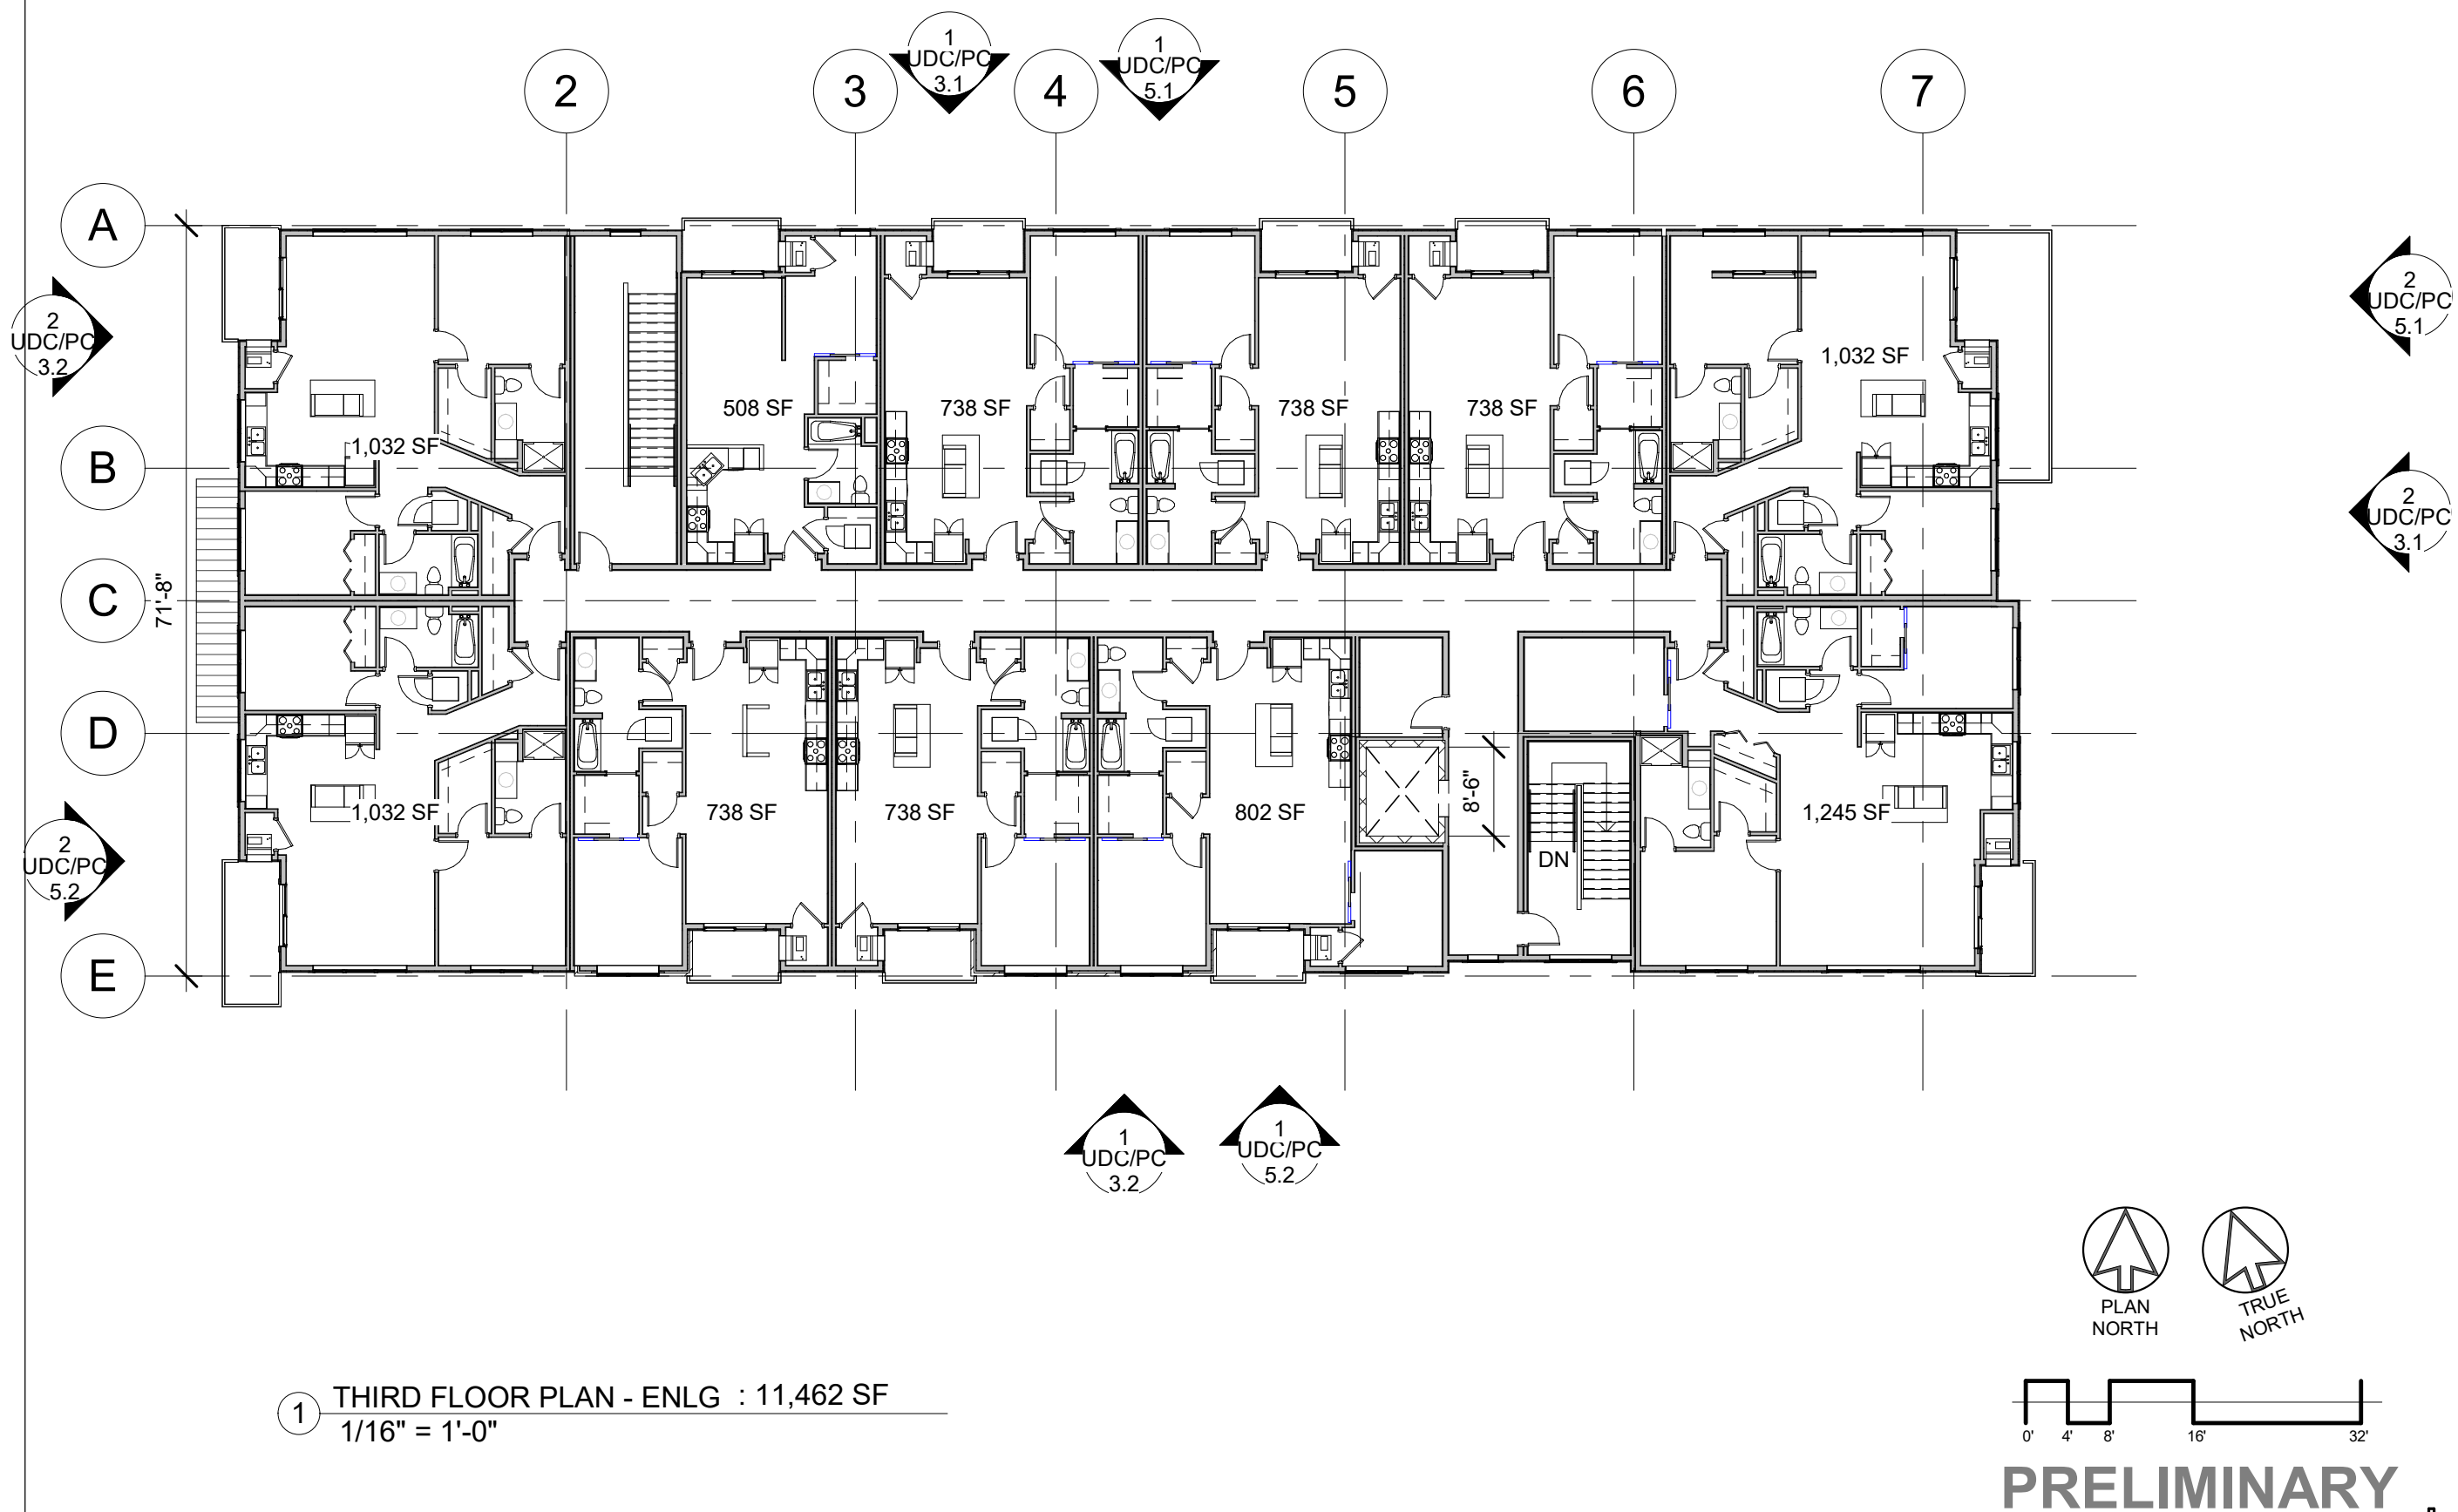 1
UDC/PC
3.1
1
UDC/PC
5.1
2
3
4
5
6
7
A
2
UDC/PC
3.2
2
UDC/PC
5.1
1,032 SF
508 SF
738 SF
738 SF
738 SF
1,032 SF
B
2
UDC/PC
3.1
C
71'-8"
D
8'-6"
1,032 SF
738 SF
738 SF
802 SF
1,245 SF
DN
2
UDC/PC
5.2
E
1
UDC/PC
3.2
1
UDC/PC
5.2
PLAN
NORTH
TRUE
NORTH
1
THIRD FLOOR PLAN - ENLG : 11,462 SF
1/16" = 1'-0"
0' 4' 8' 16' 32'
PRELIMINARY